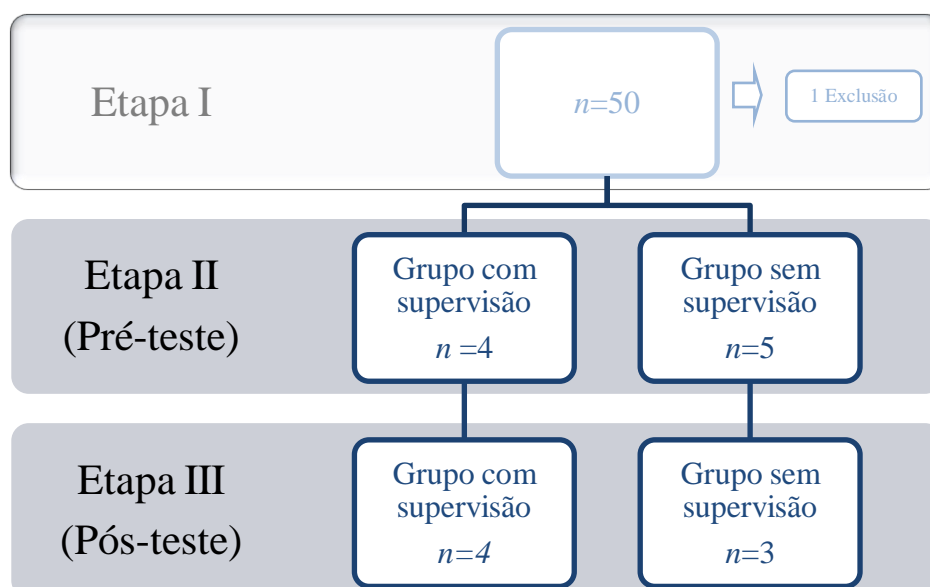 Etapa I
n=50
1 Exclusão
Etapa II
(Pré-teste)
Grupo com
supervisão
n =4
Grupo sem
supervisão
n=5
Etapa III
(Pós-teste)
Grupo com
supervisão
n=4
Grupo sem
supervisão
n=3